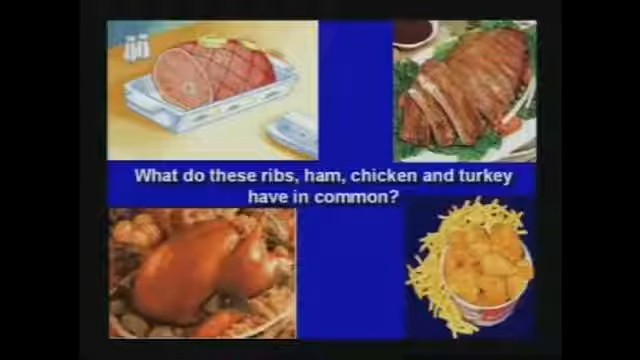 What do these ribs, ham, chicken and turkey
have in common?